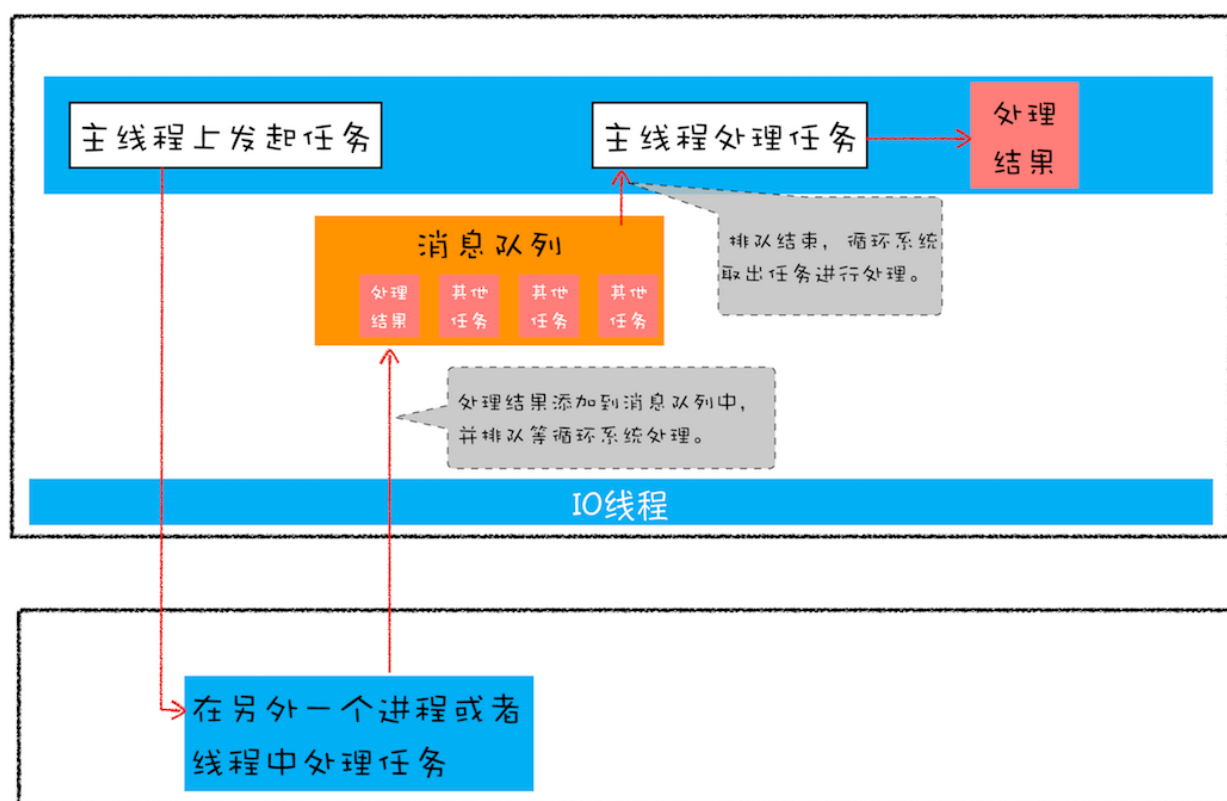 主线程上发起任务
主线程处理任务
处理
结果
消息队列
处理
结果
其他
任务
其他
任务
其他
任务
排队结束，循环系统
取出任务进行处理。
处理结果添加到消息队列中，
并排队等循环系统处理。
IO线程
在另外一个进程或者
线程中处理任务